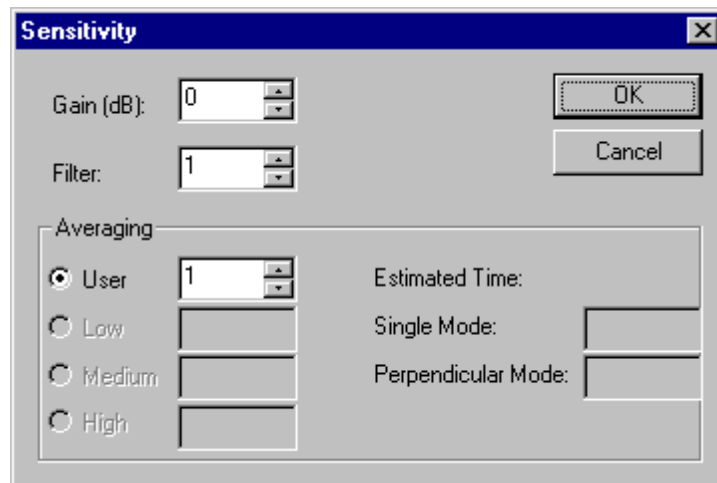 Sensitivity
Gain (dB): 0
OK
Cancel
Filter: 1
Averaging
User 1
Estimated Time:
Low
Single Mode:
Medium
Perpendicular Mode:
High